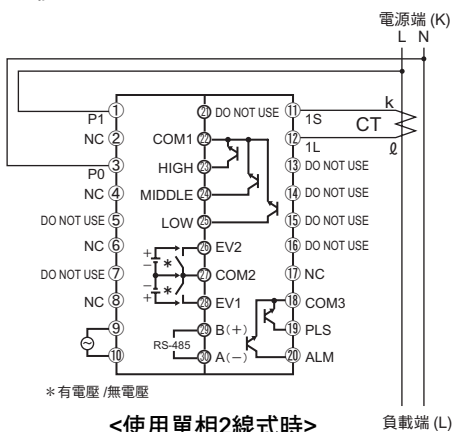 電源端 (K)
L N
① P1
NC ②
③ P0
NC ④
DO NOT USE ⑤
NC ⑥
DO NOT USE ⑦
NC ⑧
⑨
⑩
㉑ DO NOT USE
COM1 ㉒
HIGH ㉓
MIDDLE ㉔
LOW ㉕
+ − * ㉖ EV2
㉗ COM2
− + * ㉘ EV1
RS-485
㉙ B(+)
㉚ A(−)
⑪ 1S
k
CT
⑫ 1L
ℓ
⑬ DO NOT USE
⑭ DO NOT USE
⑮ DO NOT USE
⑯ DO NOT USE
⑰ NC
⑱ COM3
⑲ PLS
⑳ ALM
*有電壓 /無電壓
<使用單相2線式時>
負載端 (L)